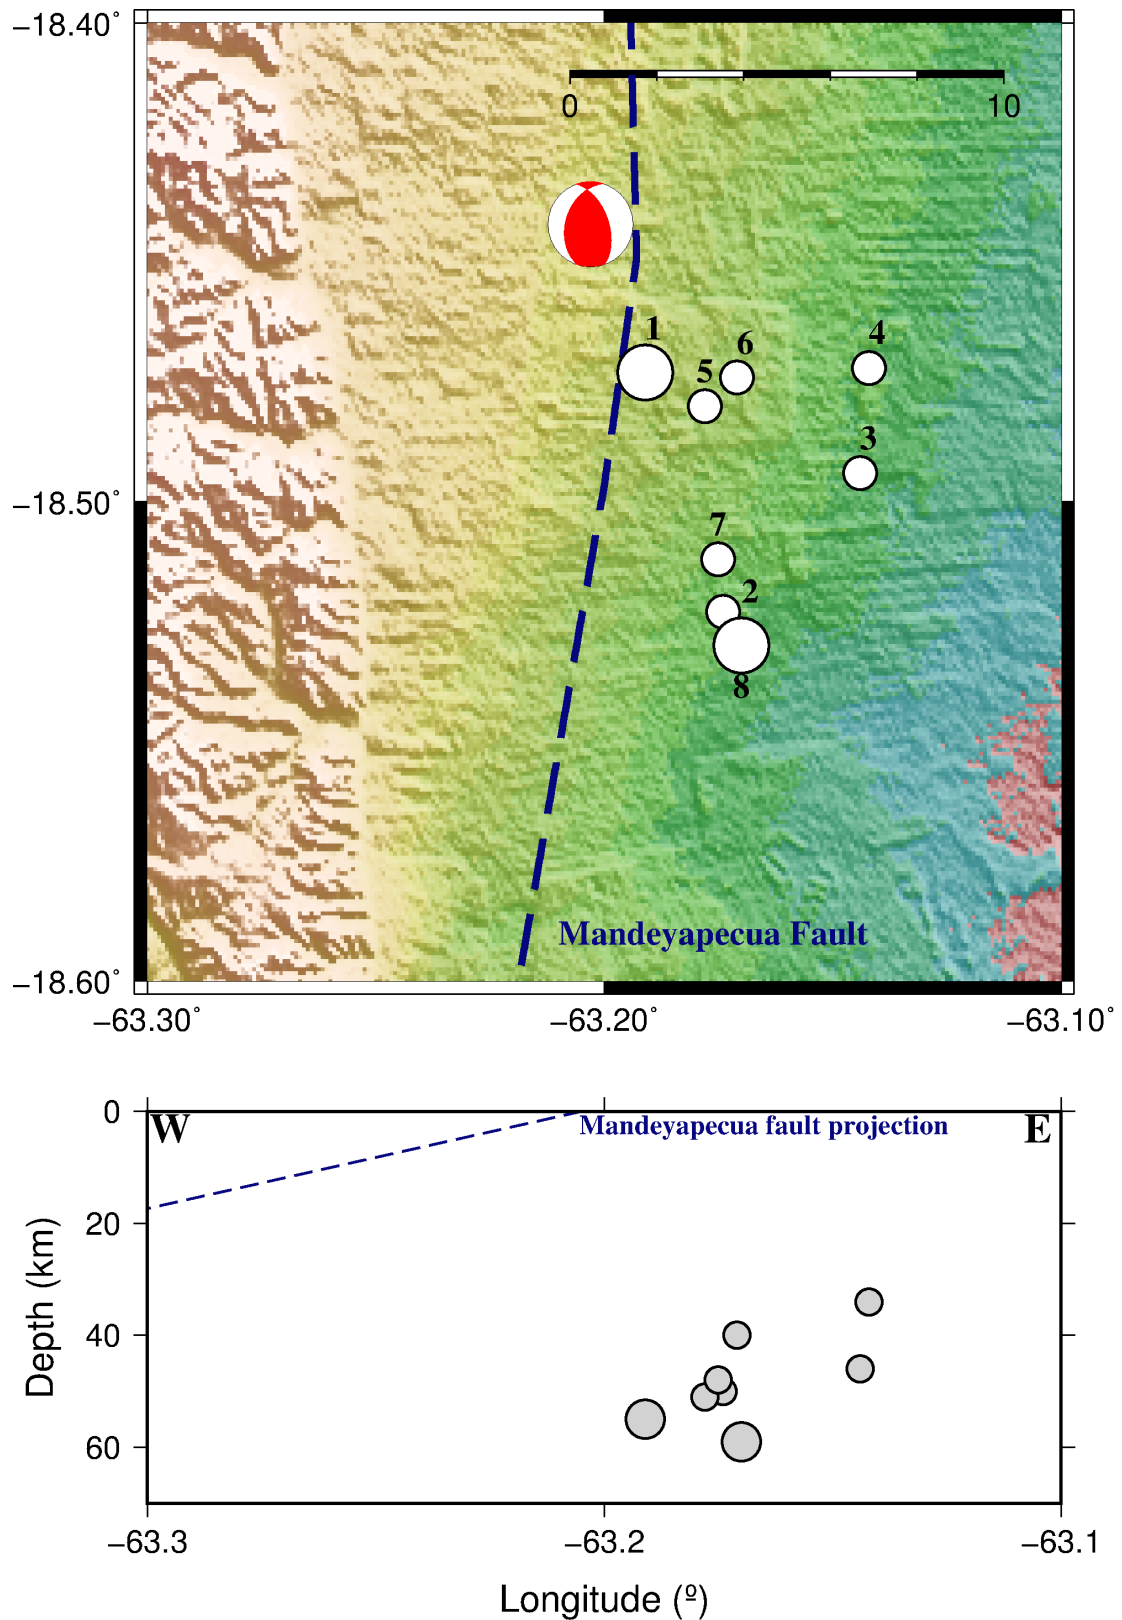 −18.40˚
0 10
1
6
4
5
3
−18.50˚
7
2
8
Mandeyapecua Fault
−18.60˚
−63.30˚ −63.20˚ −63.10˚
0
W Mandeyapecua fault projection E
20
40
60
Depth (km)
−63.3 −63.2 −63.1
Longitude (º)